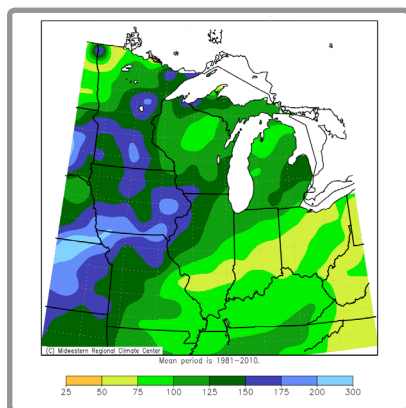 (C) Midwestern Regional Climate Center
Mean period is 1981-2010.
25 50 75 100 125 150 175 200 300